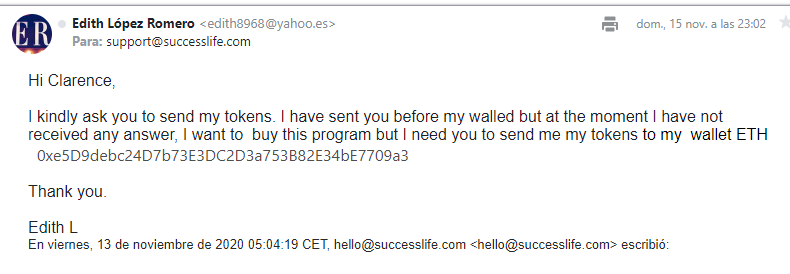 ER
Edith López Romero <edith8968@yahoo.es>
dom., 15 nov. a las 23:02
Para: support@successlife.com
Hi Clarence,
I kindly ask you to send my tokens. I have sent you before my walled but at the moment I have not
received any answer, I want to  buy this program but I need you to send me my tokens to my  wallet ETH
0xe5D9debc24D7b73E3DC2D3a753B82E34bE7709a3
Thank you.
Edith L
En viernes, 13 de noviembre de 2020 05:04:19 CET, hello@successlife.com <hello@successlife.com> escribió: